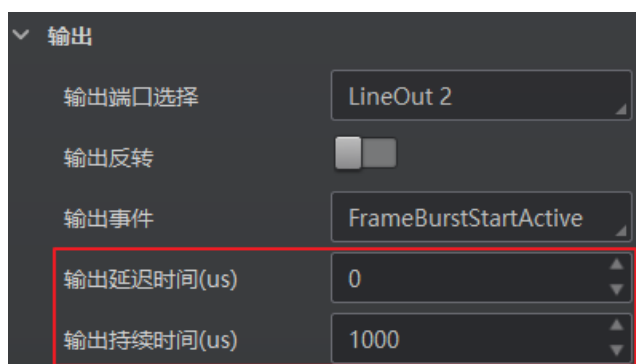 输出
输出端口选择 LineOut 2
输出反转
输出事件 FrameBurstStartActive
输出延迟时间(us) 0
输出持续时间(us) 1000